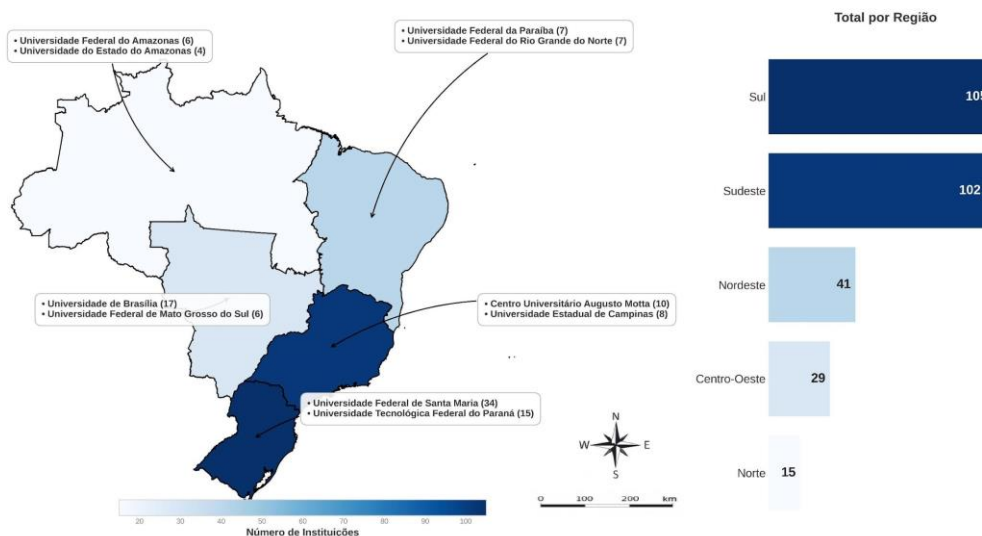 • Universidade Federal do Amazonas (6)
• Universidade do Estado do Amazonas (4)
• Universidade Federal da Paraíba (7)
• Universidade Federal do Rio Grande do Norte (7)
• Universidade de Brasília (17)
• Universidade Federal de Mato Grosso do Sul (6)
• Centro Universitário Augusto Motta (10)
• Universidade Estadual de Campinas (8)
• Universidade Federal de Santa Maria (34)
• Universidade Tecnológica Federal do Paraná (15)
N
W E
S
0 100 200 km
20 30 40 50 60 70 80 90 100
Número de Instituições
Total por Região
Sul 105
Sudeste 102
Nordeste 41
Centro-Oeste 29
Norte 15